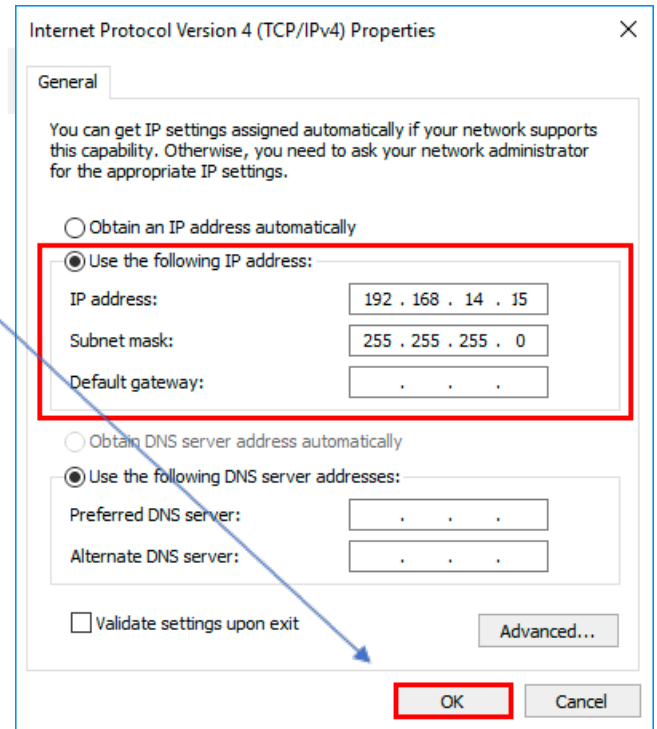 Internet Protocol Version 4 (TCP/IPv4) Properties
General
You can get IP settings assigned automatically if your network supports
this capability. Otherwise, you need to ask your network administrator
for the appropriate IP settings.
Obtain an IP address automatically
Use the following IP address:
IP address: 192 . 168 . 14 . 15
Subnet mask: 255 . 255 . 255 . 0
Default gateway: . . .
Obtain DNS server address automatically
Use the following DNS server addresses:
Preferred DNS server: . . .
Alternate DNS server: . . .
Validate settings upon exit
Advanced...
OK Cancel